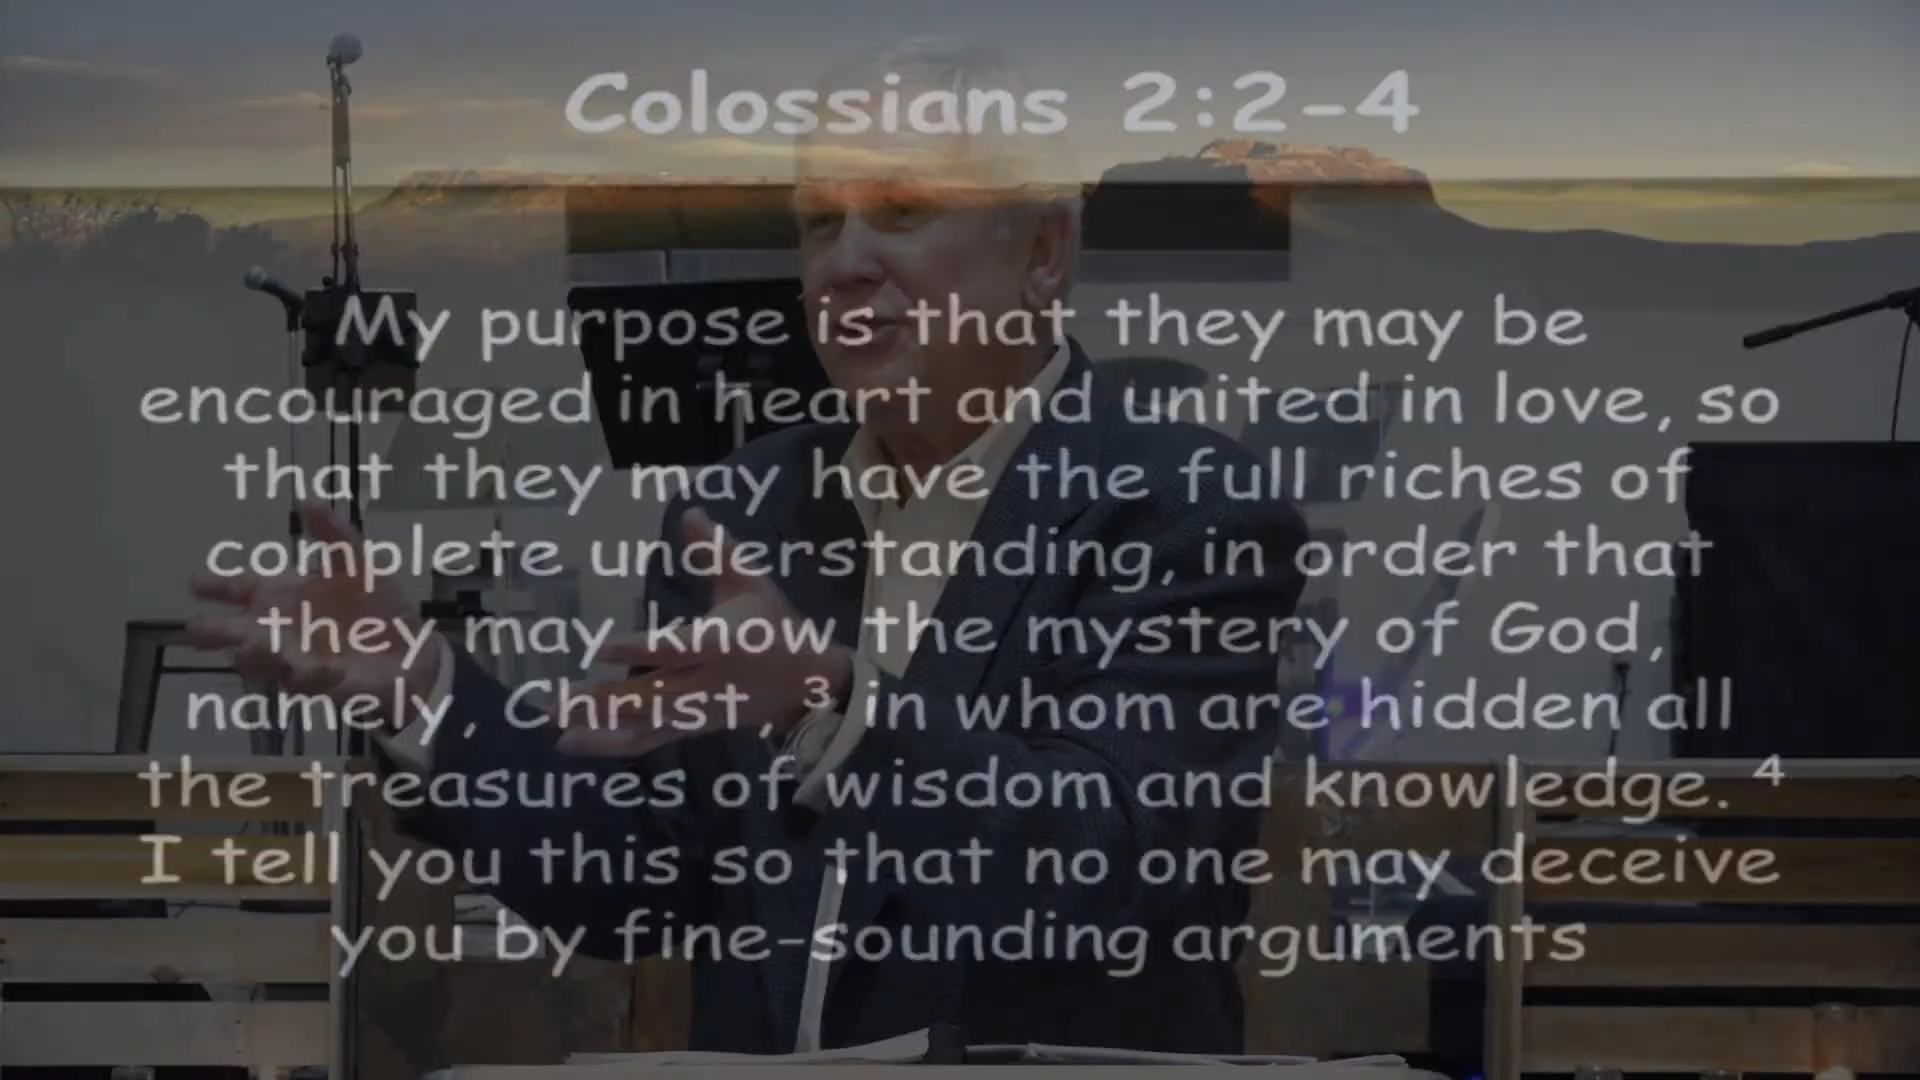 Colossians 2:2-4
My purpose is that they may be
encouraged in heart and united in love, so
that they may have the full riches of
complete understanding, in order that
they may know the mystery of God,
namely, Christ, ³ in whom are hidden all
the treasures of wisdom and knowledge. ⁴
I tell you this so that no one may deceive
you by fine-sounding arguments